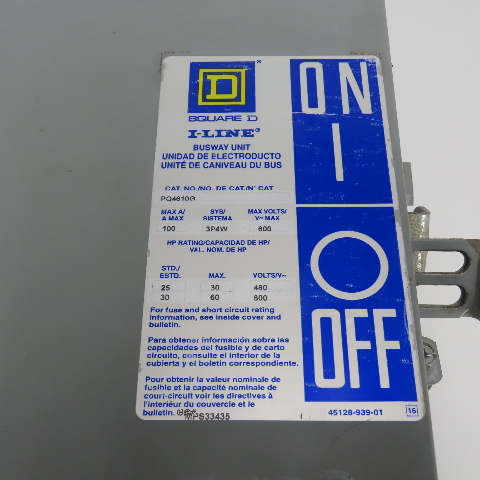 D
SQUARE D
I-LINE®
BUSWAY UNIT
UNIDAD DE ELECTRODUCTO
UNITÉ DE CANIVEAU DU BUS
CAT. NO./NO. DE CAT./N° CAT
PQ4610G
MAX A/ SYS/ MAX VOLTS/
A MAX SISTEMA V~ MAX
100 3P4W 600
HP RATING/CAPACIDAD DE HP/
VAL. NOM. DE HP
STD./
ESTD. MAX. VOLTS/V~
25 30 480
30 60 600
For fuse and short circuit rating
information, see inside cover and
bulletin.
Para obtener información sobre las
capacidades del fusible y de corto
circuito, consulte el interior de la
cubierta y el boletin correspondiente.
Pour obtenir la valeur nominale de
fusible et la capacité nominale de
court-circuit voir les directives à
l'intériéur du couvercle et le
bulletin.
MPS33435
45128-939-01
16
ON
I
O
OFF